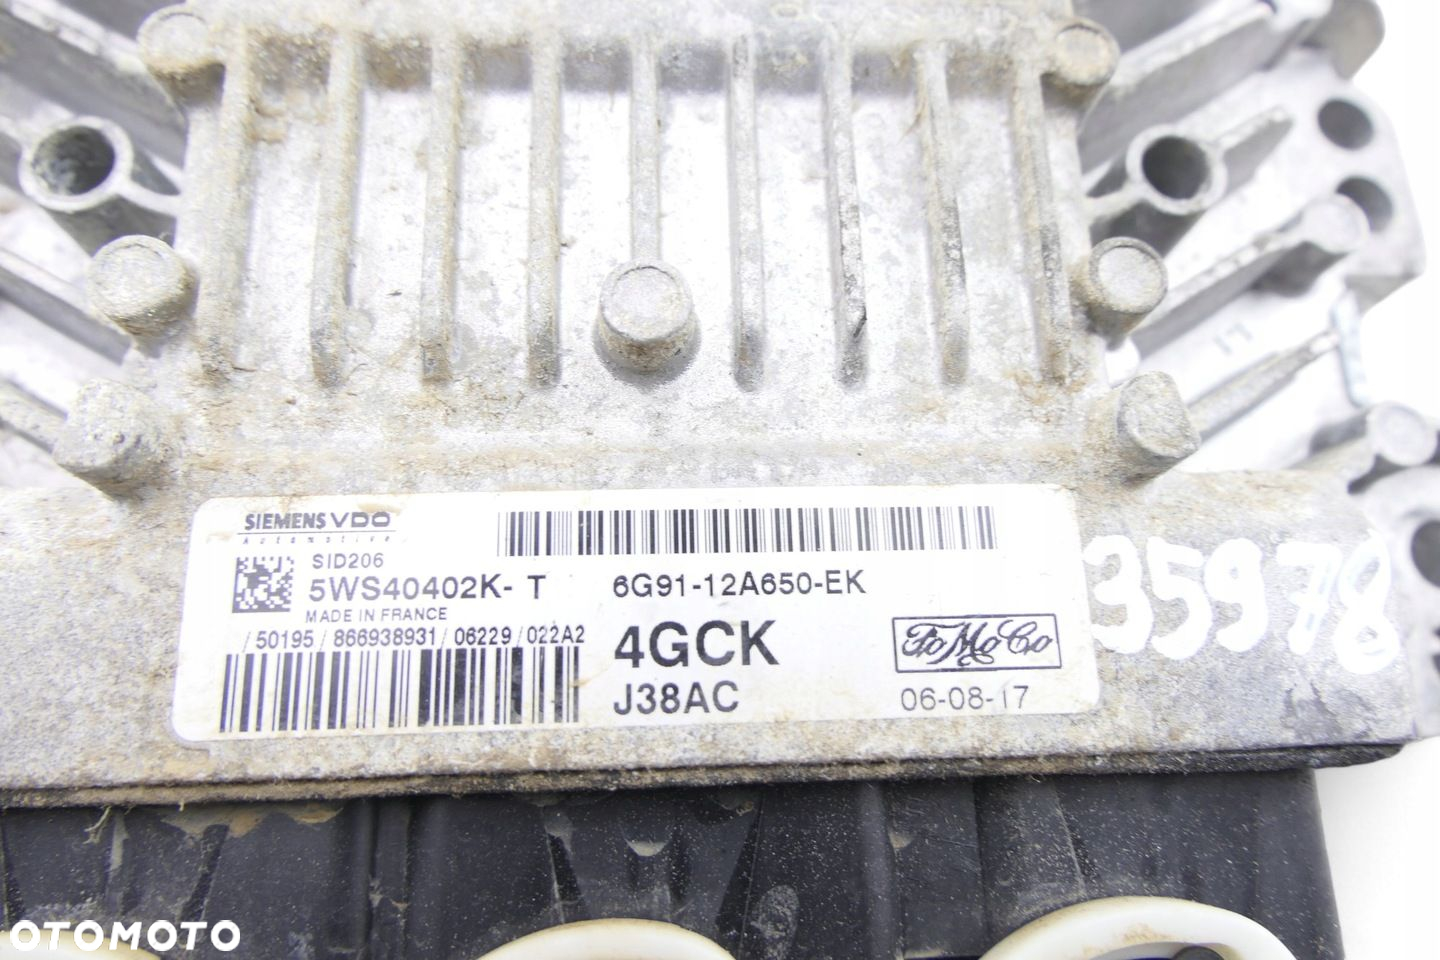 SIEMENS VDO
Automotive
SID206
5WS40402K-T
MADE IN FRANCE
/50195/866938931/06229/022A2
6G91-12A650-EK
4GCK
J38AC
FoMoCo
06-08-17
35978
OTOMOTO